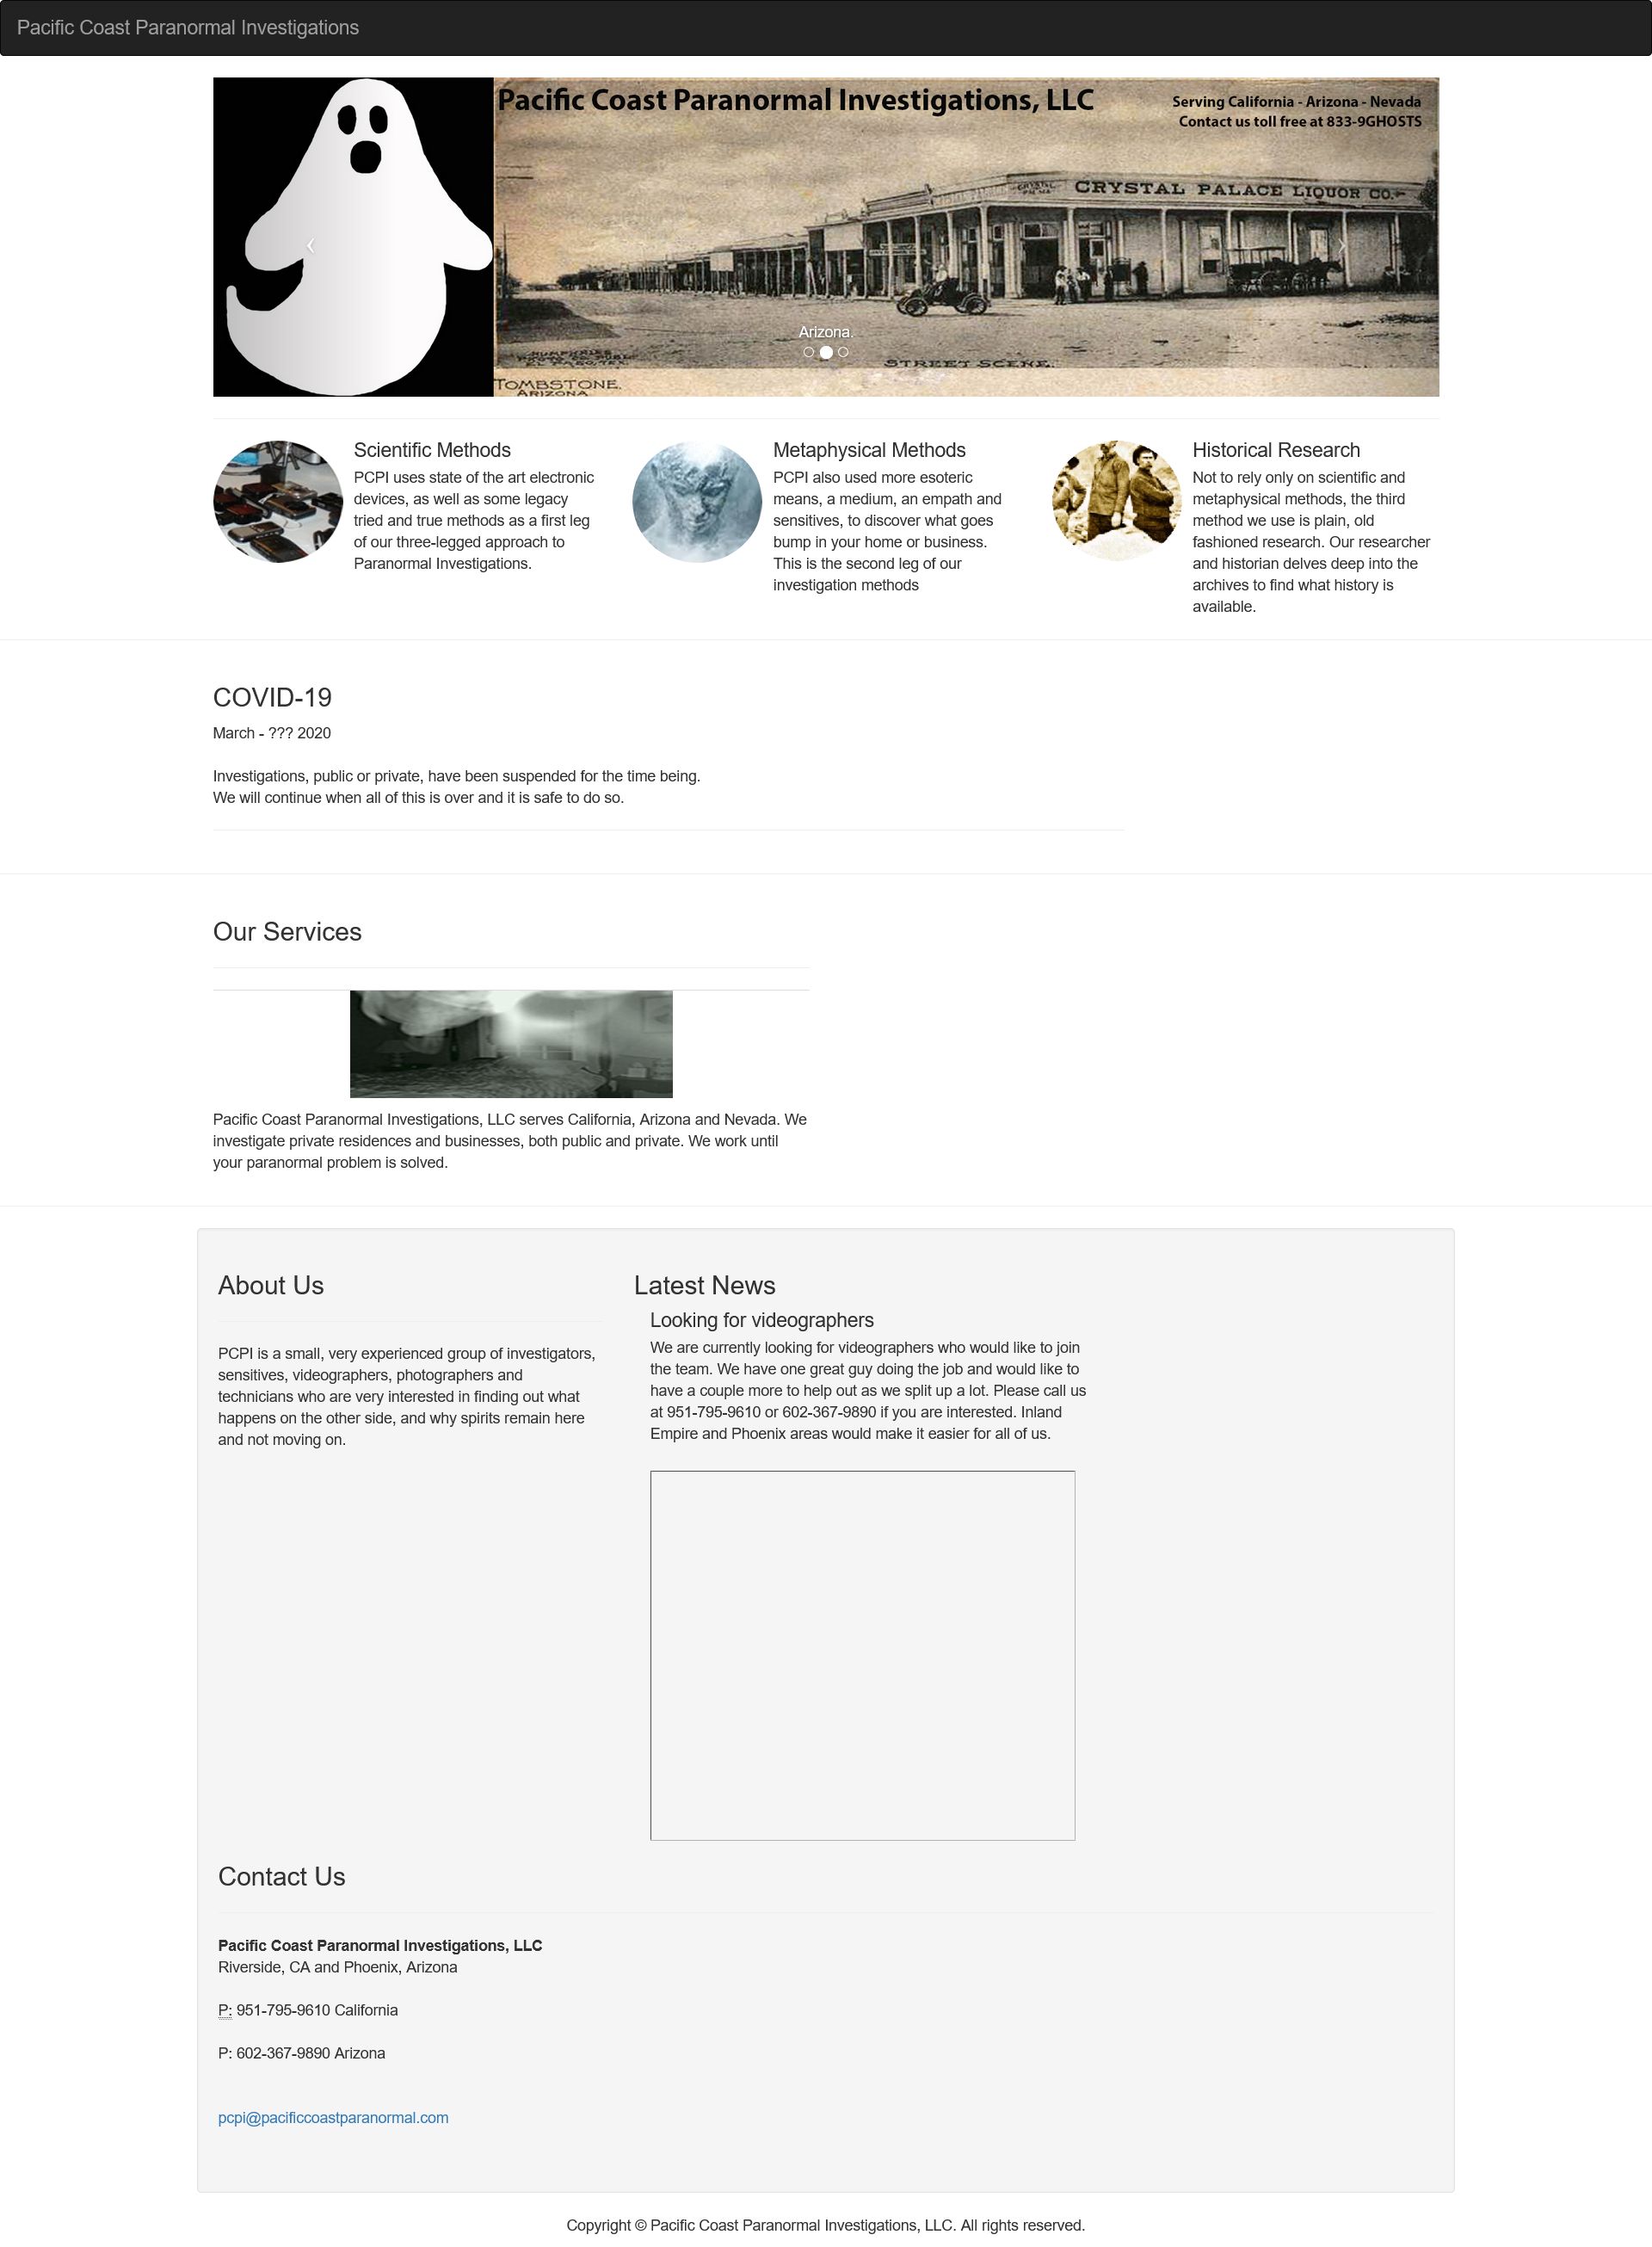 Pacific Coast Paranormal Investigations
Pacific Coast Paranormal Investigations, LLC
Serving California - Arizona - Nevada
Contact us toll free at 833-9GHOSTS
CRYSTAL PALACE LIQUOR CO.
Arizona.
STREET SCENE.
TOMBSTONE.
ARIZONA
Scientific Methods
PCPI uses state of the art electronic
devices, as well as some legacy
tried and true methods as a first leg
of our three-legged approach to
Paranormal Investigations.
Metaphysical Methods
PCPI also used more esoteric
means, a medium, an empath and
sensitives, to discover what goes
bump in your home or business.
This is the second leg of our
investigation methods
Historical Research
Not to rely only on scientific and
metaphysical methods, the third
method we use is plain, old
fashioned research. Our researcher
and historian delves deep into the
archives to find what history is
available.
COVID-19
March - ??? 2020
Investigations, public or private, have been suspended for the time being.
We will continue when all of this is over and it is safe to do so.
Our Services
Pacific Coast Paranormal Investigations, LLC serves California, Arizona and Nevada. We
investigate private residences and businesses, both public and private. We work until
your paranormal problem is solved.
About Us
PCPI is a small, very experienced group of investigators,
sensitives, videographers, photographers and
technicians who are very interested in finding out what
happens on the other side, and why spirits remain here
and not moving on.
Latest News
Looking for videographers
We are currently looking for videographers who would like to join
the team. We have one great guy doing the job and would like to
have a couple more to help out as we split up a lot. Please call us
at 951-795-9610 or 602-367-9890 if you are interested. Inland
Empire and Phoenix areas would make it easier for all of us.
Contact Us
Pacific Coast Paranormal Investigations, LLC
Riverside, CA and Phoenix, Arizona
P: 951-795-9610 California
P: 602-367-9890 Arizona
pcpi@pacificcoastparanormal.com
Copyright © Pacific Coast Paranormal Investigations, LLC. All rights reserved.